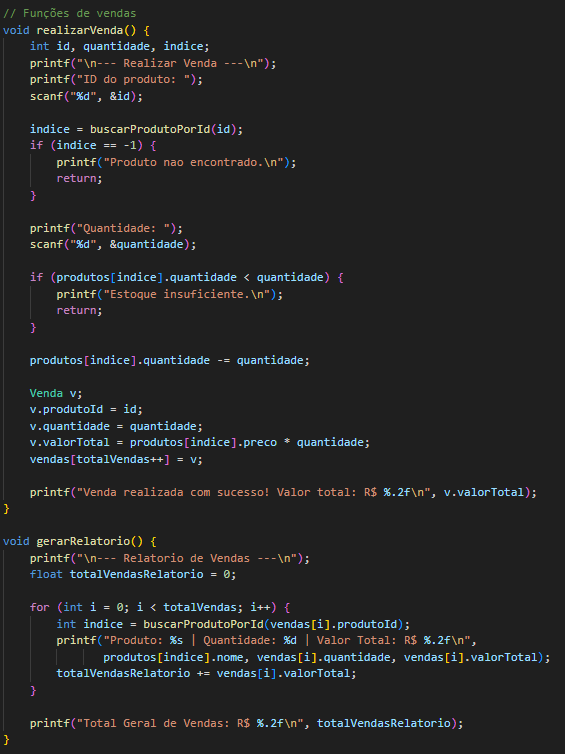 // Funções de vendas
void realizarVenda() {
    int id, quantidade, indice;
    printf("\n--- Realizar Venda ---\n");
    printf("ID do produto: ");
    scanf("%d", &id);

    indice = buscarProdutoPorId(id);
    if (indice == -1) {
        printf("Produto nao encontrado.\n");
        return;
    }

    printf("Quantidade: ");
    scanf("%d", &quantidade);

    if (produtos[indice].quantidade < quantidade) {
        printf("Estoque insuficiente.\n");
        return;
    }

    produtos[indice].quantidade -= quantidade;

    Venda v;
    v.produtoId = id;
    v.quantidade = quantidade;
    v.valorTotal = produtos[indice].preco * quantidade;
    vendas[totalVendas++] = v;

    printf("Venda realizada com sucesso! Valor total: R$ %.2f\n", v.valorTotal);
}

void gerarRelatorio() {
    printf("\n--- Relatorio de Vendas ---\n");
    float totalVendasRelatorio = 0;

    for (int i = 0; i < totalVendas; i++) {
        int indice = buscarProdutoPorId(vendas[i].produtoId);
        printf("Produto: %s | Quantidade: %d | Valor Total: R$ %.2f\n",
               produtos[indice].nome, vendas[i].quantidade, vendas[i].valorTotal);
        totalVendasRelatorio += vendas[i].valorTotal;
    }

    printf("Total Geral de Vendas: R$ %.2f\n", totalVendasRelatorio);
}